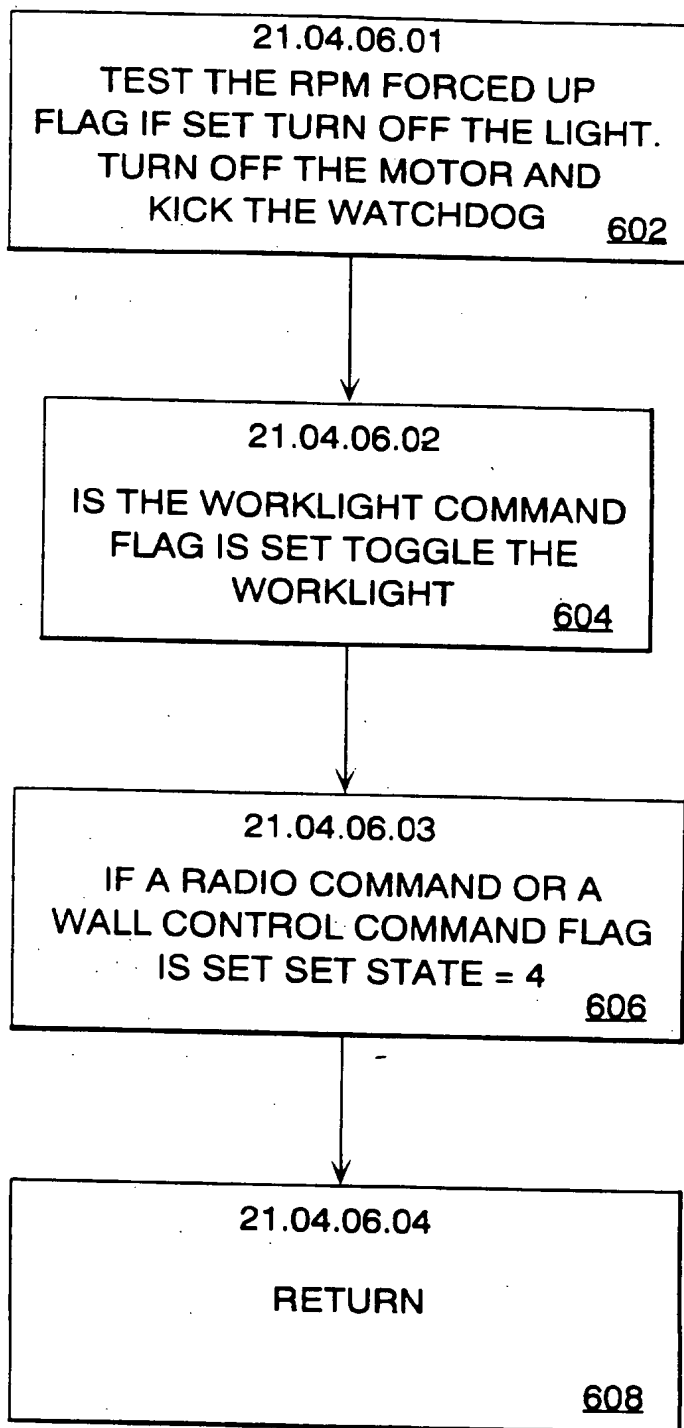 21.04.06.01
TEST THE RPM FORCED UP
FLAG IF SET TURN OFF THE LIGHT.
TURN OFF THE MOTOR AND
KICK THE WATCHDOG
602
21.04.06.02
IS THE WORKLIGHT COMMAND
FLAG IS SET TOGGLE THE
WORKLIGHT
604
21.04.06.03
IF A RADIO COMMAND OR A
WALL CONTROL COMMAND FLAG
IS SET SET STATE = 4
606
21.04.06.04
RETURN
608